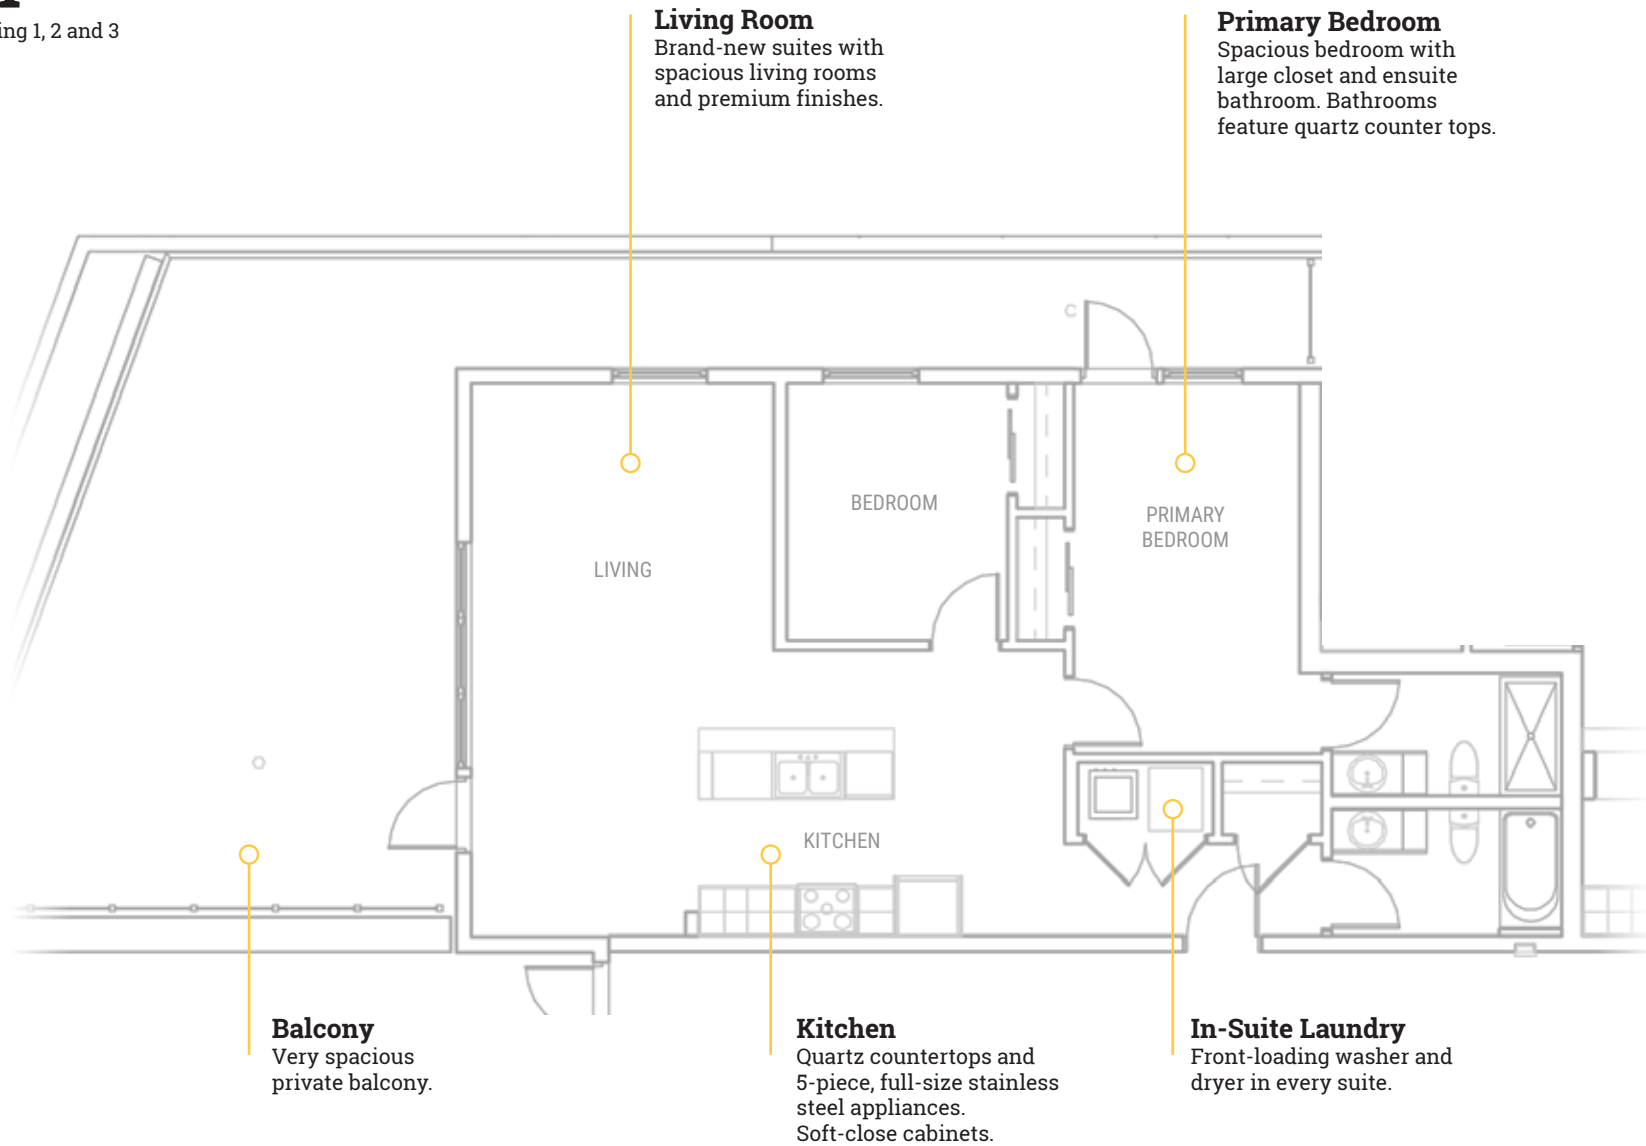 1, 2 and 3
Living Room
Brand-new suites with
spacious living rooms
and premium finishes.
Primary Bedroom
Spacious bedroom with
large closet and ensuite
bathroom. Bathrooms
feature quartz counter tops.
C
BEDROOM
PRIMARY
BEDROOM
LIVING
KITCHEN
Balcony
Very spacious
private balcony.
Kitchen
Quartz countertops and
5-piece, full-size stainless
steel appliances.
Soft-close cabinets.
In-Suite Laundry
Front-loading washer and
dryer in every suite.